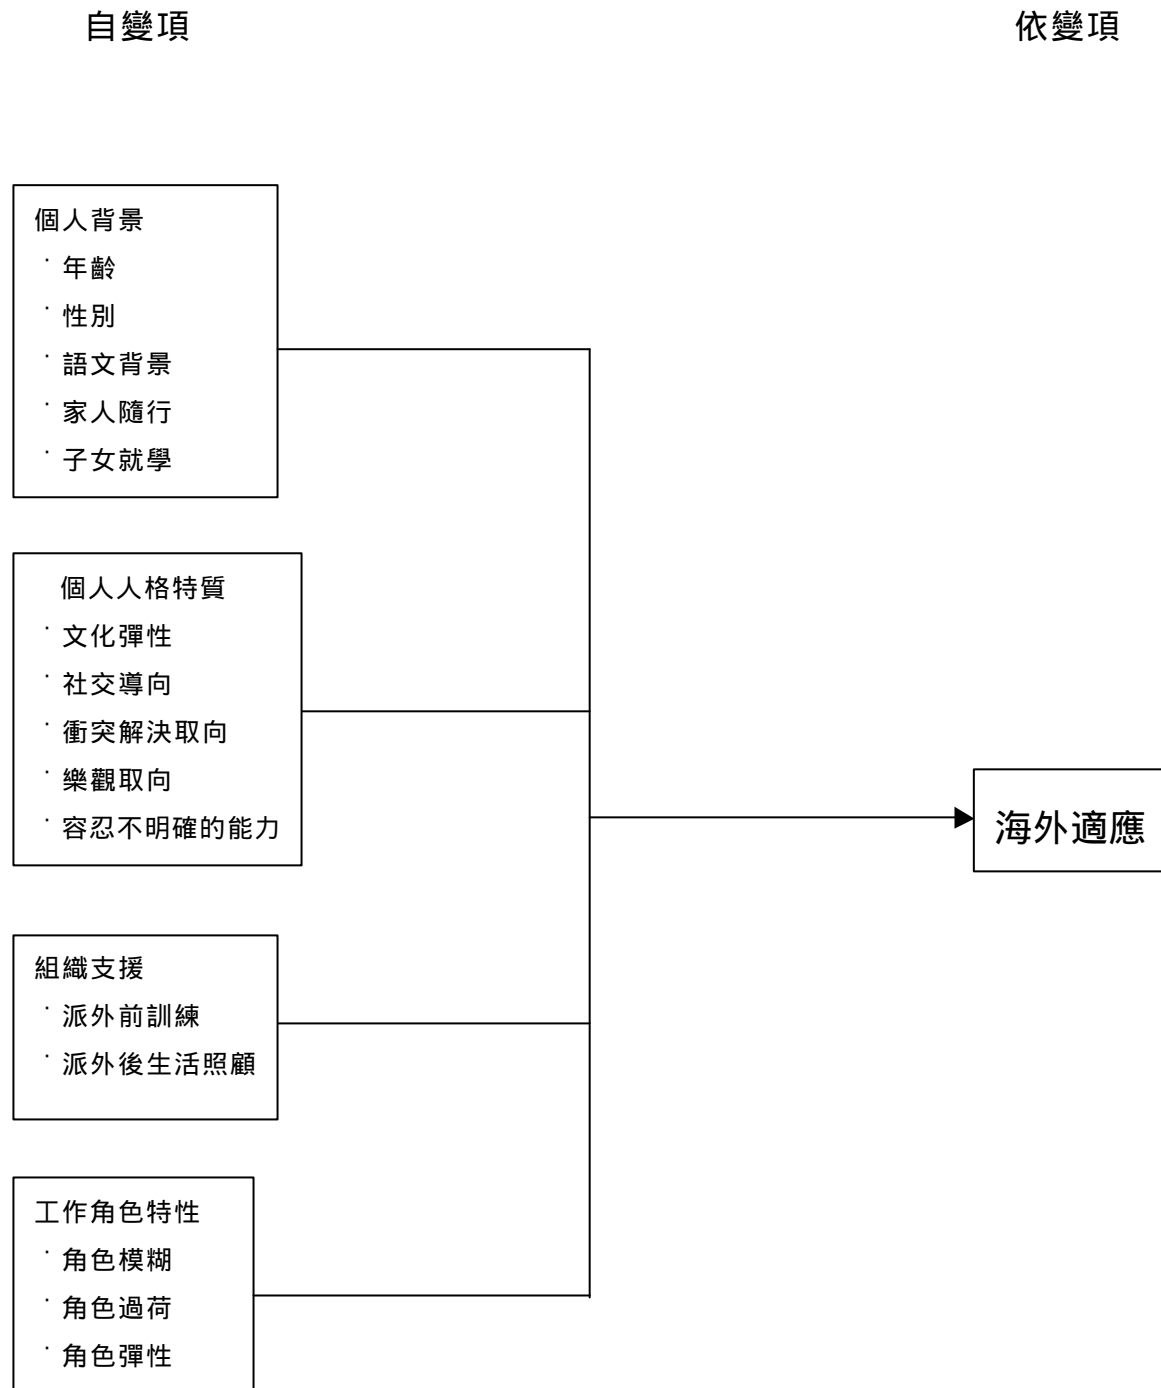 自變項
依變項
個人背景
˙年齡
˙性別
˙語文背景
˙家人隨行
˙子女就學
個人人格特質
˙文化彈性
˙社交導向
˙衝突解決取向
˙樂觀取向
˙容忍不明確的能力
海外適應
組織支援
˙派外前訓練
˙派外後生活照顧
工作角色特性
˙角色模糊
˙角色過荷
˙角色彈性